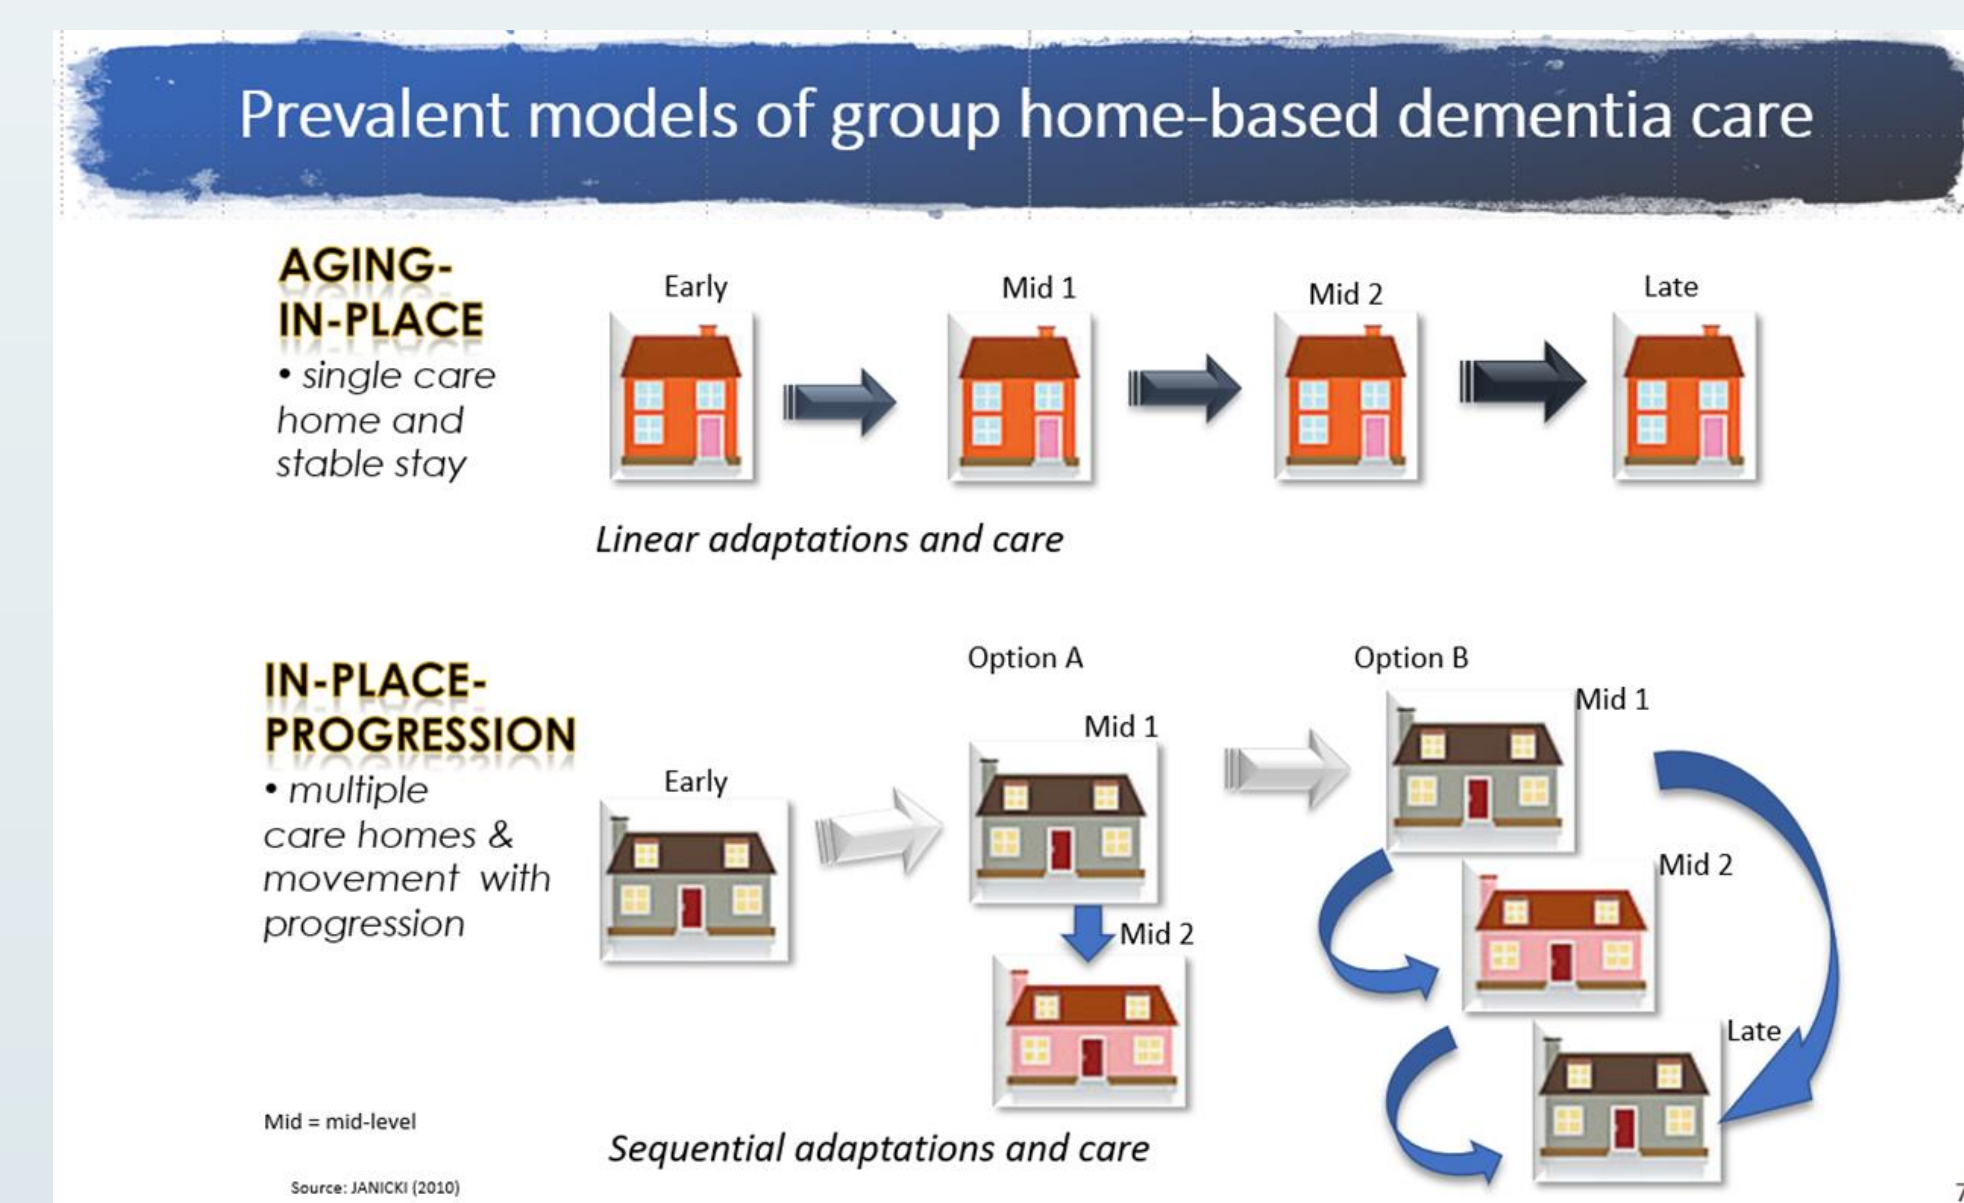 Prevalent models of group home-based dementia care
AGING-
IN-PLACE
• single care
home and
stable stay
Early
Mid 1
Mid 2
Late
Linear adaptations and care
IN-PLACE-
PROGRESSION
• multiple
care homes &
movement with
progression
Early
Option A
Mid 1
Mid 2
Option B
Mid 1
Mid 2
Late
Mid = mid-level
Sequential adaptations and care
Source: JANICKI (2010)
7